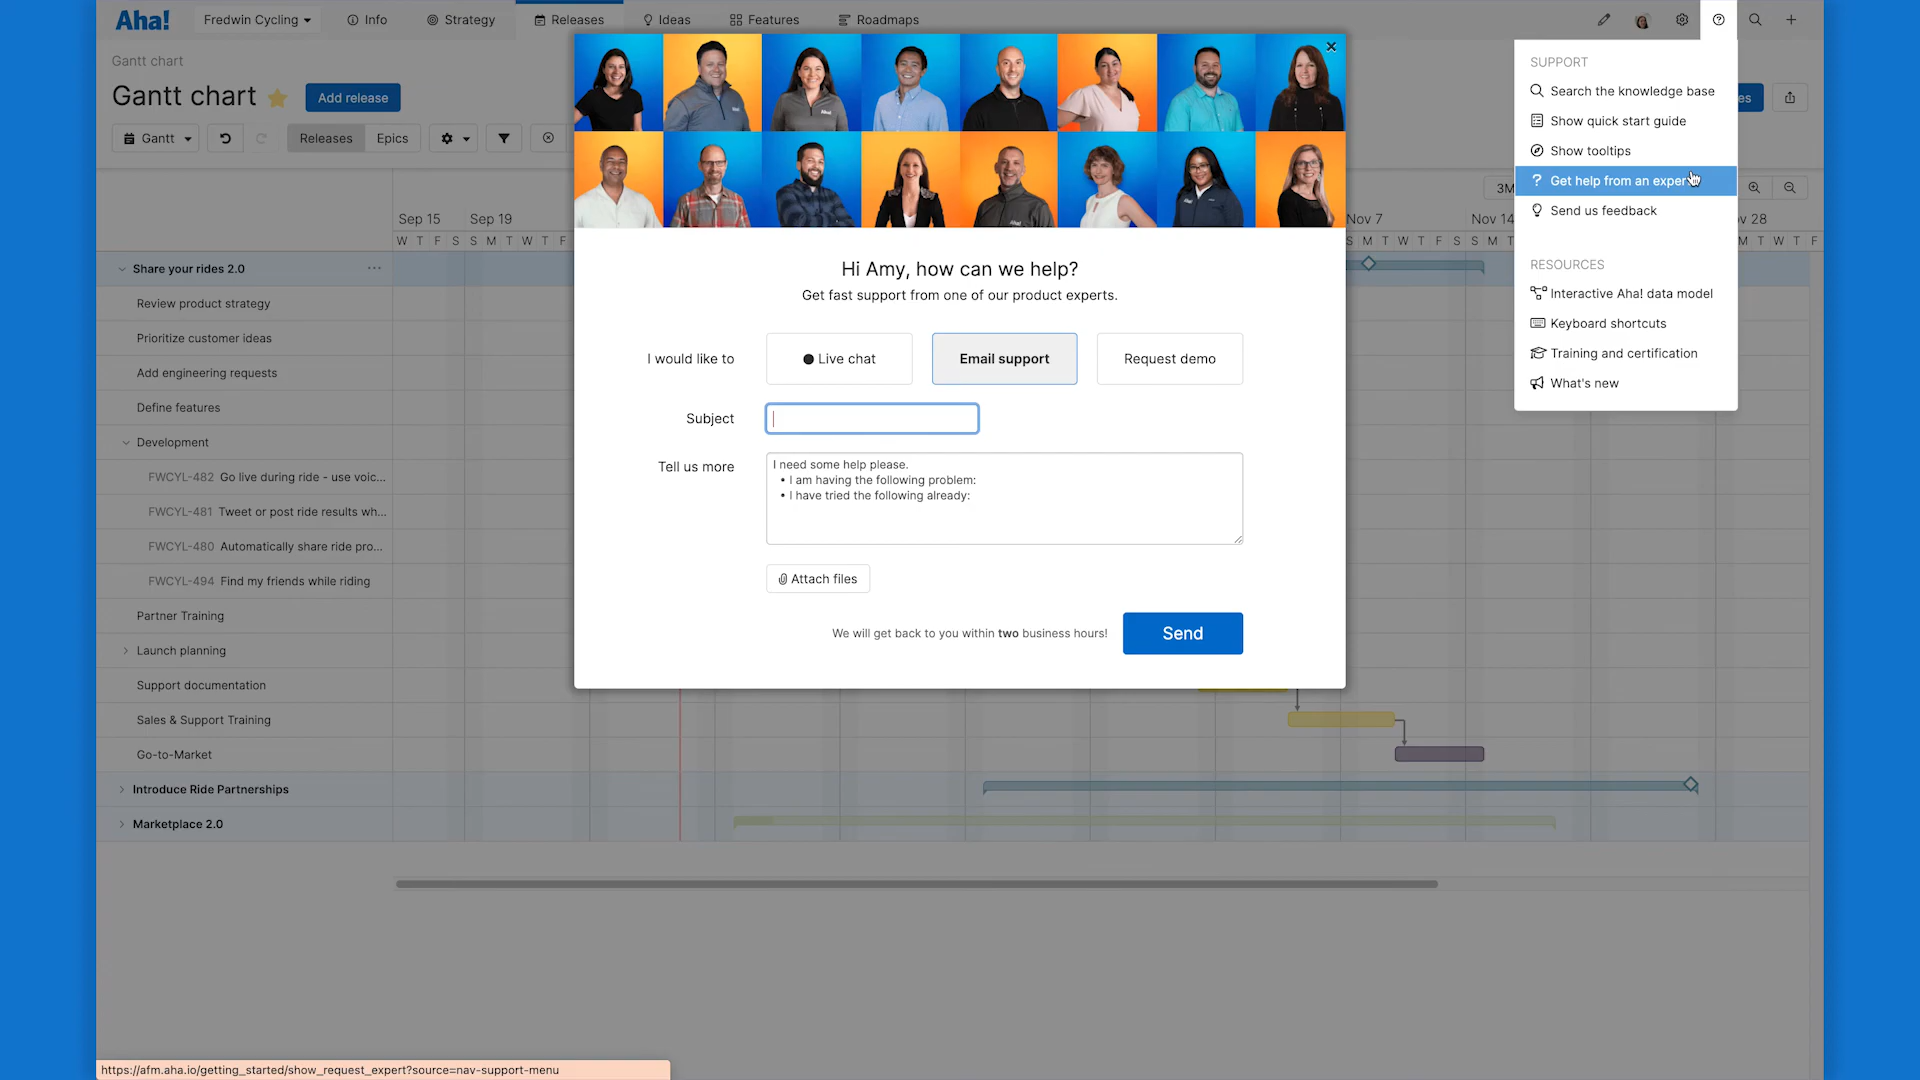 Aha!
Fredwin Cycling
Info
Strategy
Releases
Ideas
Features
Roadmaps
Gantt chart
Gantt chart
Add release
Gantt
Releases
Epics
Sep 15
Sep 19
W T F S S M T W T F
Nov 7
Nov 14
S M T W T F S S M T
M T W T F
Share your rides 2.0
Review product strategy
Prioritize customer ideas
Add engineering requests
Define features
Development
FWCYL-482 Go live during ride - use voic...
FWCYL-481 Tweet or post ride results wh...
FWCYL-480 Automatically share ride pro...
FWCYL-494 Find my friends while riding
Partner Training
Launch planning
Support documentation
Sales & Support Training
Go-to-Market
Introduce Ride Partnerships
Marketplace 2.0
Hi Amy, how can we help?
Get fast support from one of our product experts.
I would like to
Live chat
Email support
Request demo
Subject
Tell us more
I need some help please.
• I am having the following problem:
• I have tried the following already:
Attach files
We will get back to you within two business hours!
Send
SUPPORT
Search the knowledge base
Show quick start guide
Show tooltips
Get help from an exper
Send us feedback
RESOURCES
Interactive Aha! data model
Keyboard shortcuts
Training and certification
What's new
https://afm.aha.io/getting_started/show_request_expert?source=nav-support-menu